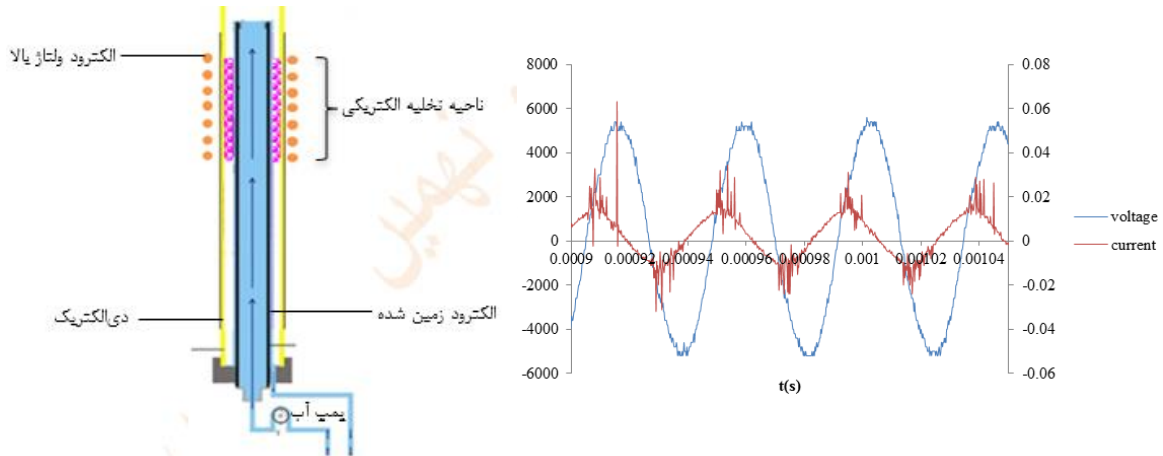 الکترود ولتاژ بالا
ناحیه تخلیه الکتریکی
الکترود زمین شده
دی‌الکتریک
پمپ آب
8000
6000
4000
2000
0
-2000
-4000
-6000
0.08
0.06
0.04
0.02
0
-0.02
-0.04
-0.06
0.0009 0.00092 0.00094 0.00096 0.00098 0.001 0.00102 0.00104
t(s)
voltage
current